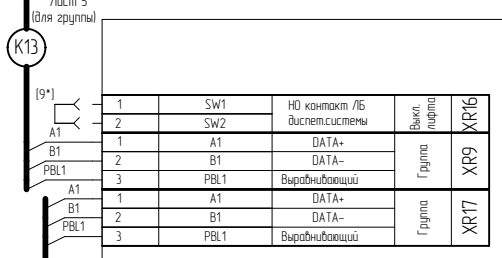 Лист 5
(для группы)
K13
[9*]
1 SW1 НО контакт ЛБ Выкл. XR16
2 SW2 диспет.системы лифта
A1 1 A1 DATA+ Группа XR9
B1 2 B1 DATA-
PBL1 3 PBL1 Выравнивающий
A1 1 A1 DATA+ Группа XR17
B1 2 B1 DATA-
PBL1 3 PBL1 Выравнивающий